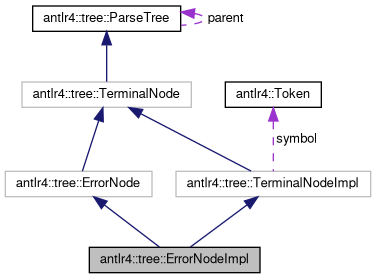 antlr4::tree::ParseTree
parent
antlr4::tree::TerminalNode
antlr4::Token
symbol
antlr4::tree::ErrorNode
antlr4::tree::TerminalNodeImpl
antlr4::tree::ErrorNodeImpl